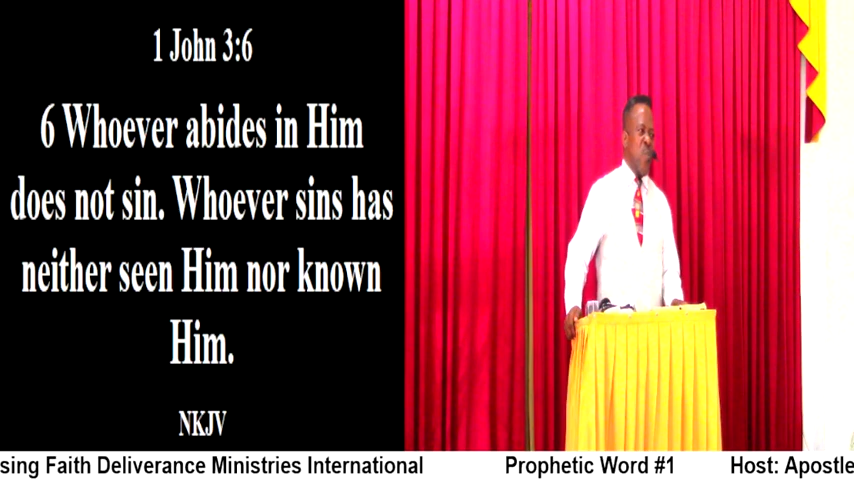 1 John 3:6
6 Whoever abides in Him
does not sin. Whoever sins has
neither seen Him nor known
Him.
NKJV
sing Faith Deliverance Ministries International Prophetic Word #1 Host: Apostle